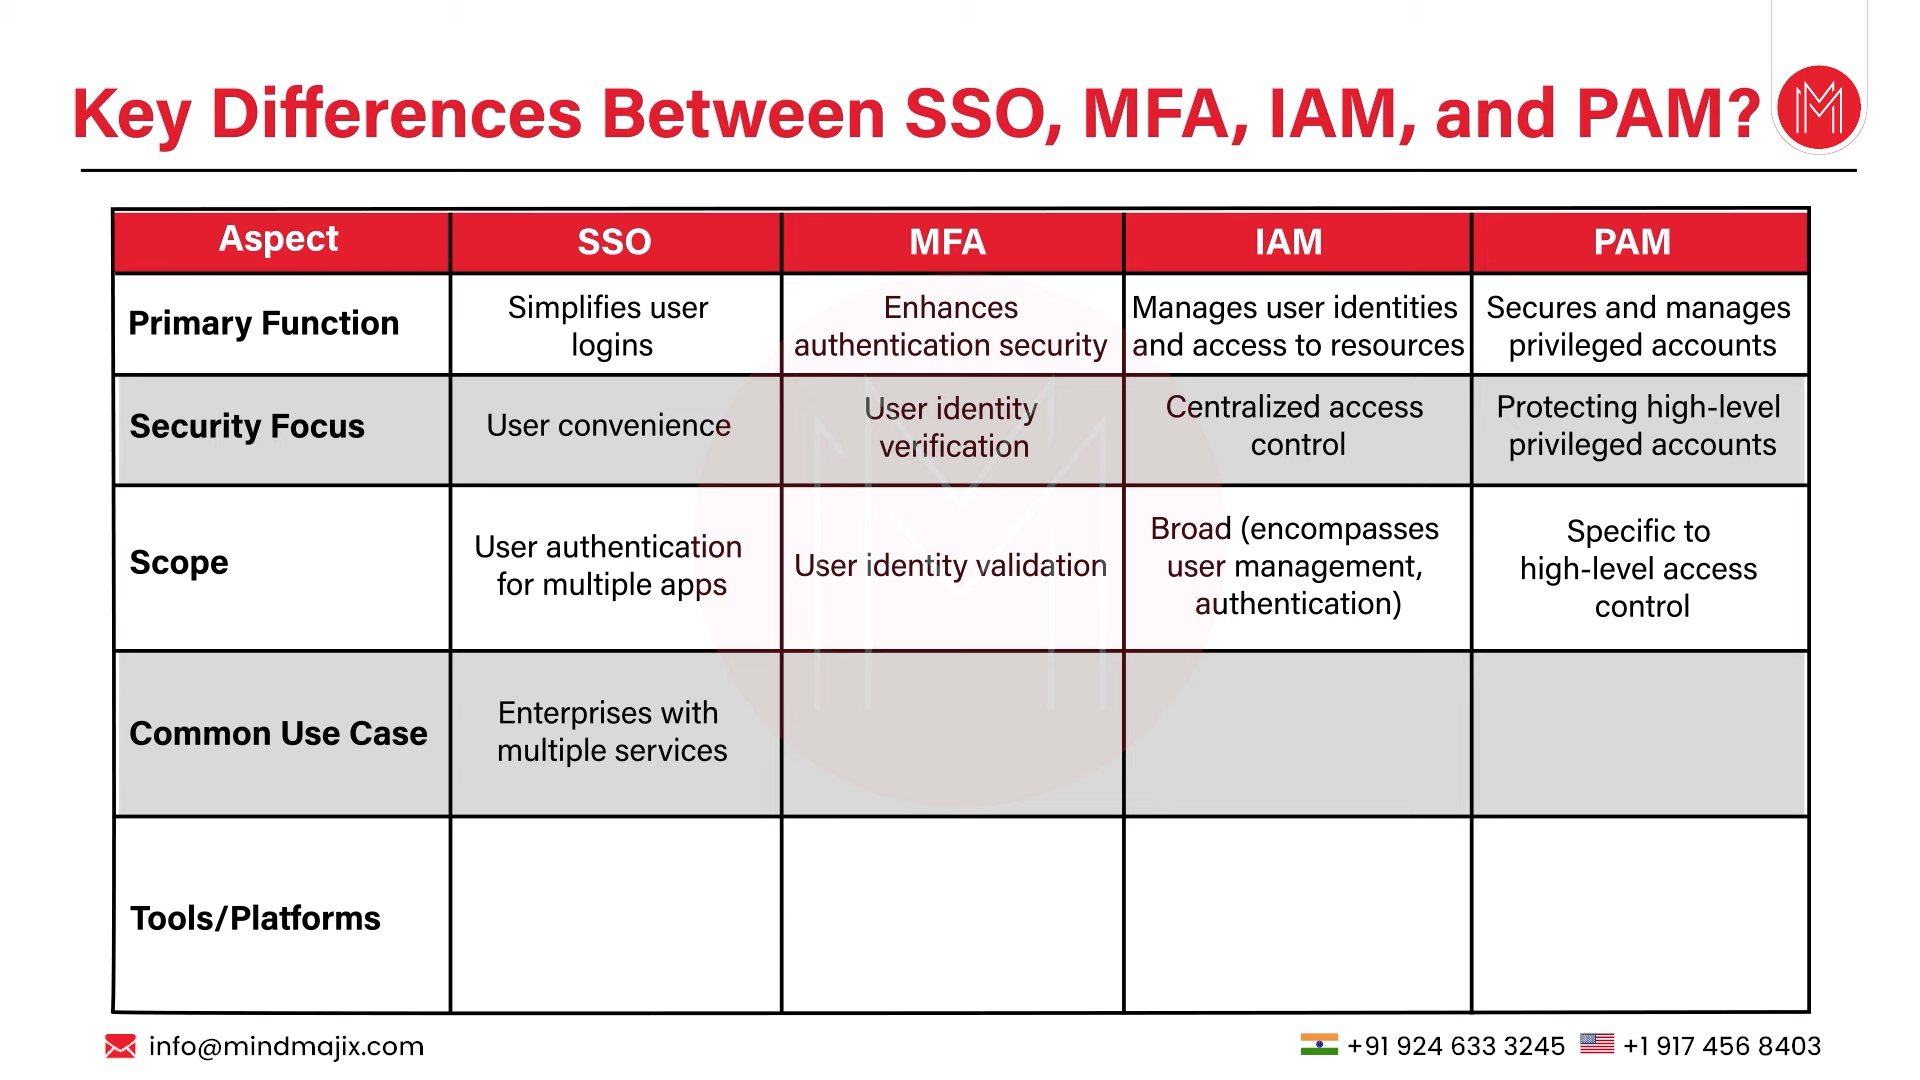 Key Differences Between SSO, MFA, IAM, and PAM?
Aspect
SSO
MFA
IAM
PAM
Primary Function
Simplifies user
logins
Enhances
authentication security
Manages user identities
and access to resources
Secures and manages
privileged accounts
Security Focus
User convenience
User identity
verification
Centralized access
control
Protecting high-level
privileged accounts
Scope
User authentication
for multiple apps
User identity validation
Broad (encompasses
user management,
authentication)
Specific to
high-level access
control
Common Use Case
Enterprises with
multiple services
Tools/Platforms
info@mindmajix.com
+91 924 633 3245
+1 917 456 8403